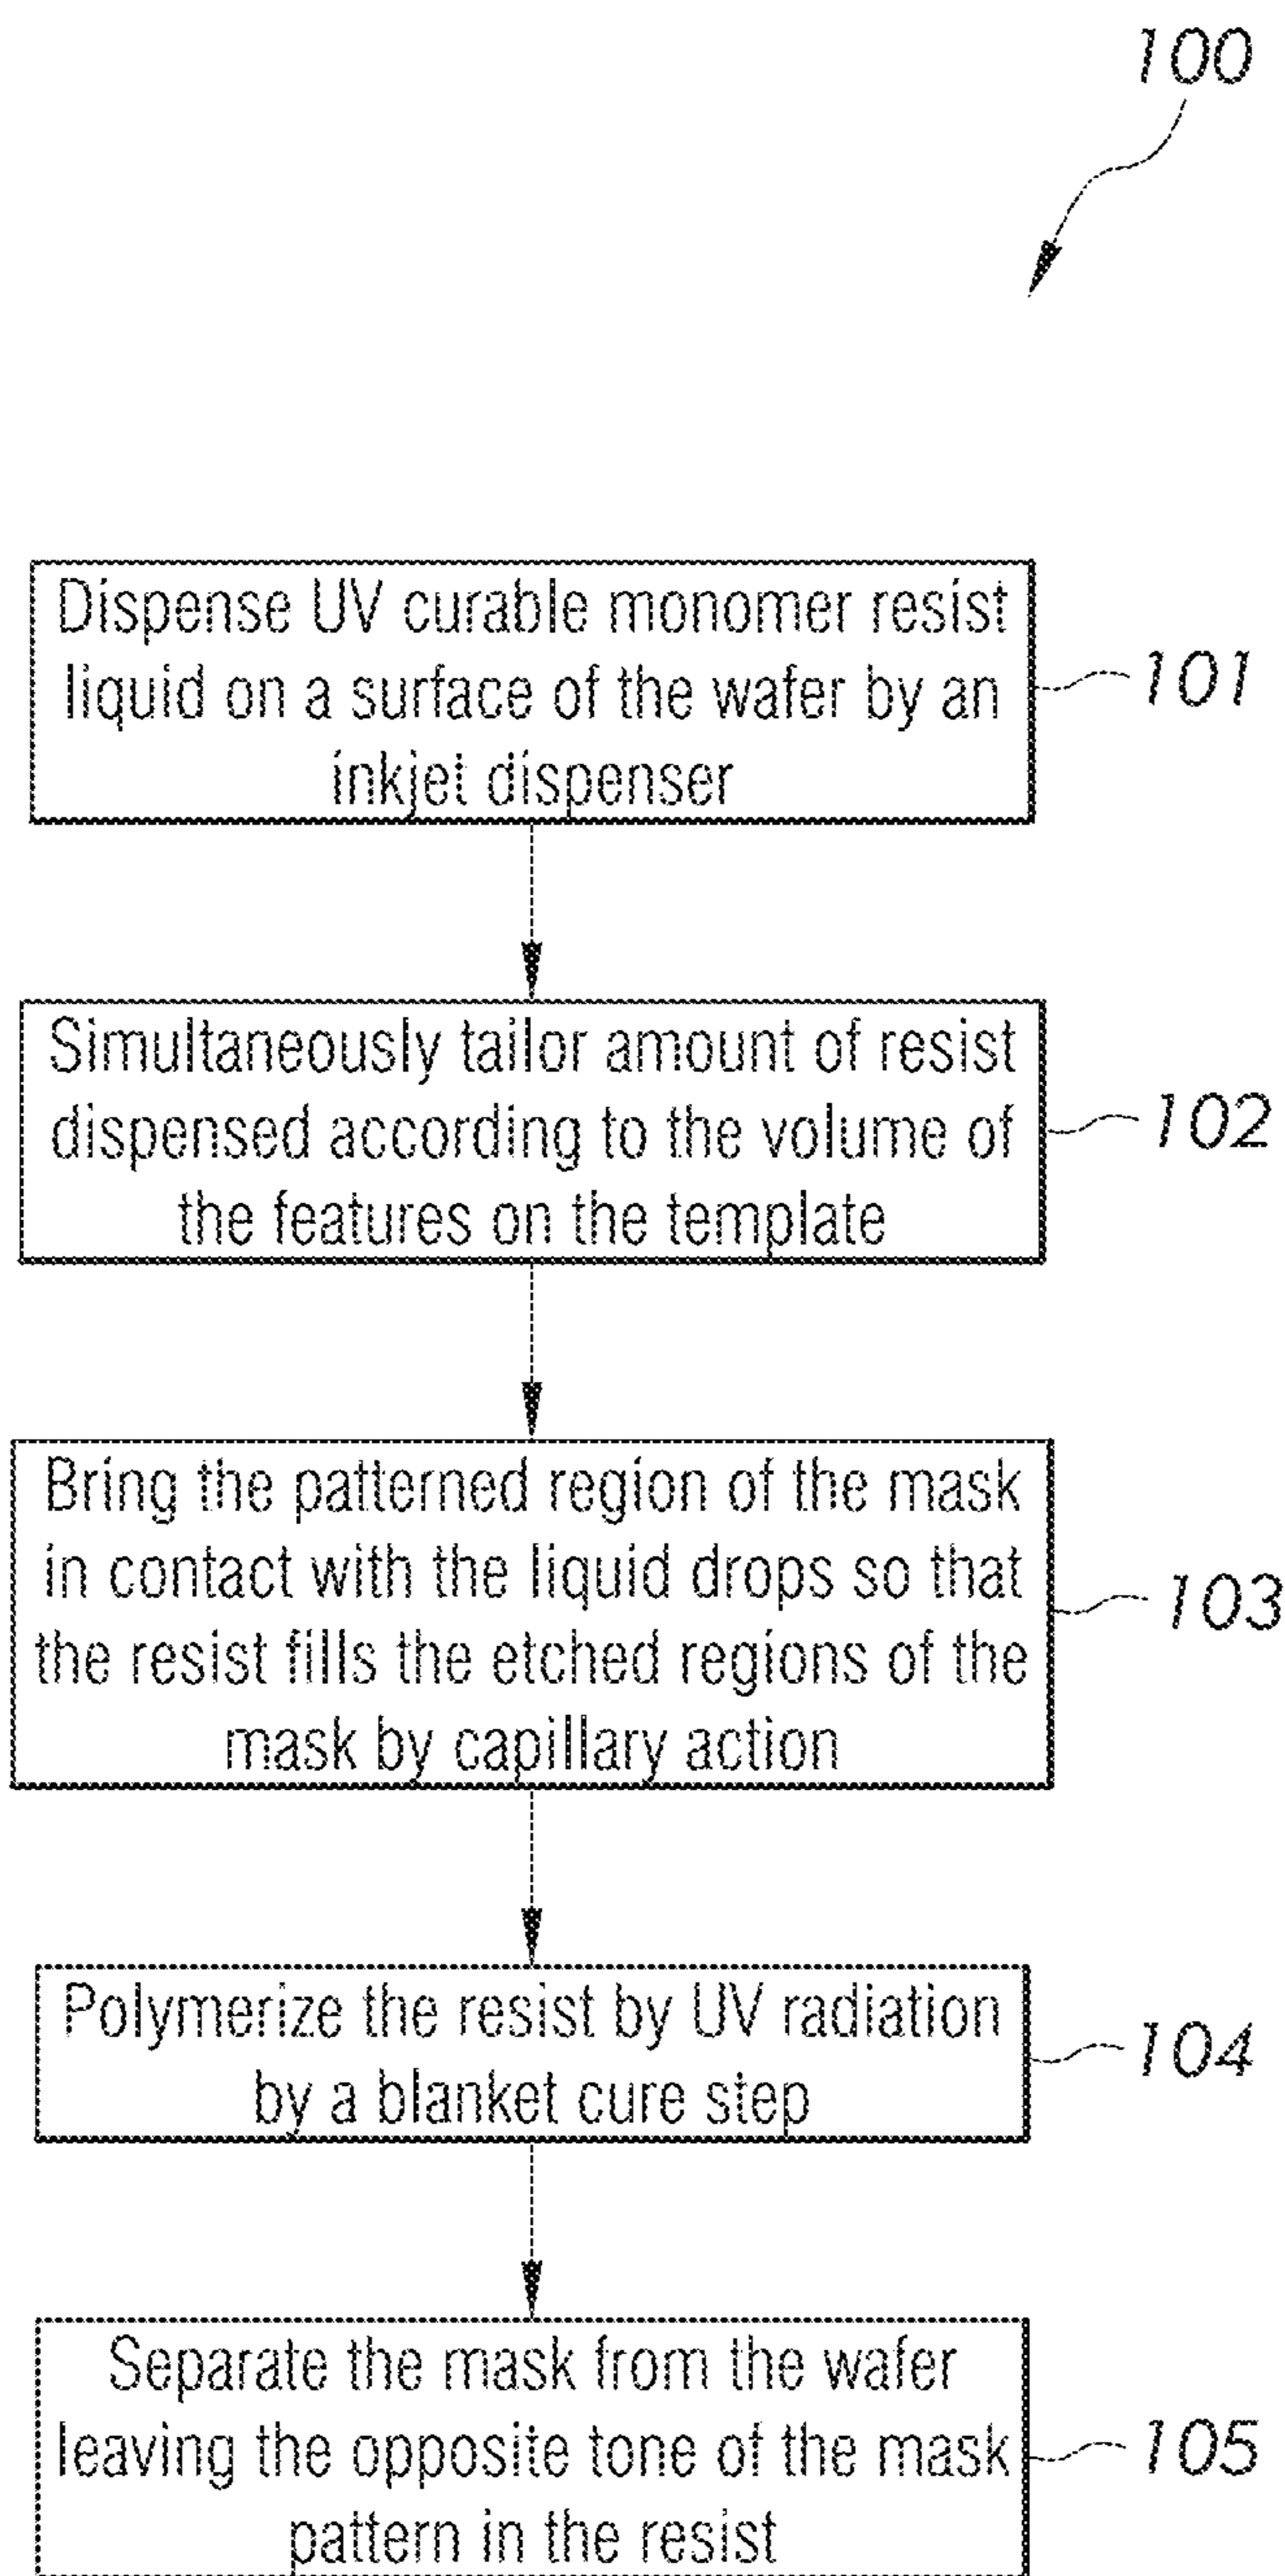 100
Dispense UV curable monomer resist
liquid on a surface of the wafer by an
inkjet dispenser
101
Simultaneously tailor amount of resist
dispensed according to the volume of
the features on the template
102
Bring the patterned region of the mask
in contact with the liquid drops so that
the resist fills the etched regions of the
mask by capillary action
103
Polymerize the resist by UV radiation
by a blanket cure step
104
Separate the mask from the wafer
leaving the opposite tone of the mask
pattern in the resist
105